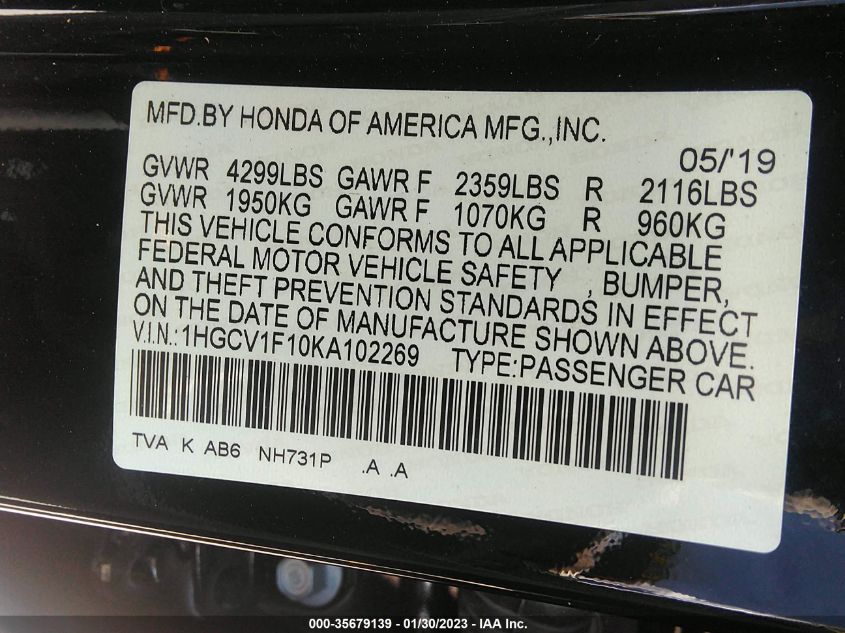 MFD.BY HONDA OF AMERICA MFG.,INC.
05/'19
GVWR 4299LBS GAWR F 2359LBS R 2116LBS
GVWR 1950KG GAWR F 1070KG R 960KG
THIS VEHICLE CONFORMS TO ALL APPLICABLE
FEDERAL MOTOR VEHICLE SAFETY , BUMPER,
AND THEFT PREVENTION STANDARDS IN EFFECT
ON THE DATE OF MANUFACTURE SHOWN ABOVE.
V.I.N.:1HGCV1F10KA102269 TYPE:PASSENGER CAR
TVA K AB6 NH731P .A .A
000-35679139 - 01/30/2023 - IAA Inc.